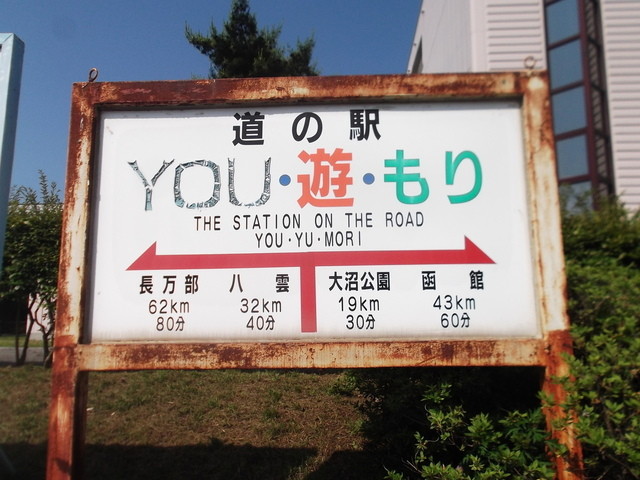 道の駅
YOU・遊・もり
THE STATION ON THE ROAD
YOU・YU・MORI
長万部 八雲 大沼公園 函館
62km 32km 19km 43km
80分 40分 30分 60分